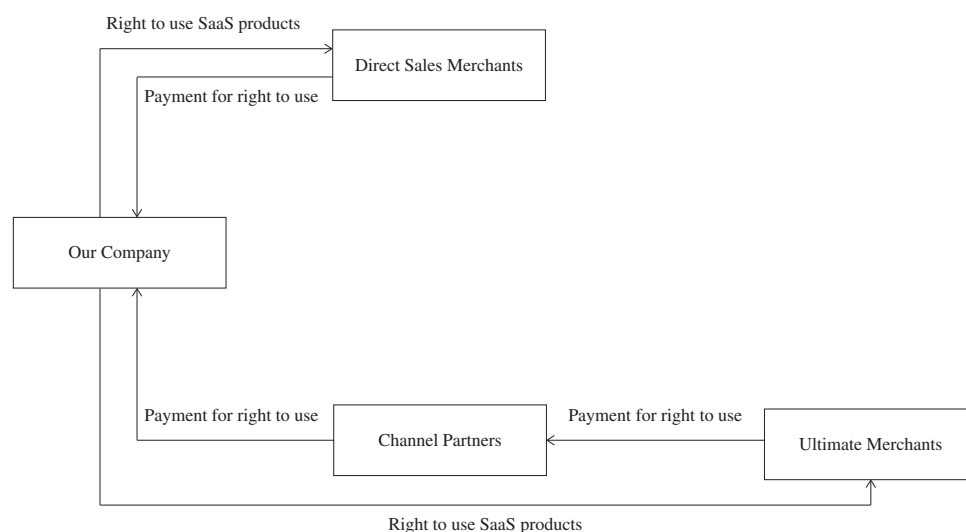 Right to use SaaS products
Direct Sales Merchants
Payment for right to use
Our Company
Payment for right to use
Channel Partners
Payment for right to use
Ultimate Merchants
Right to use SaaS products